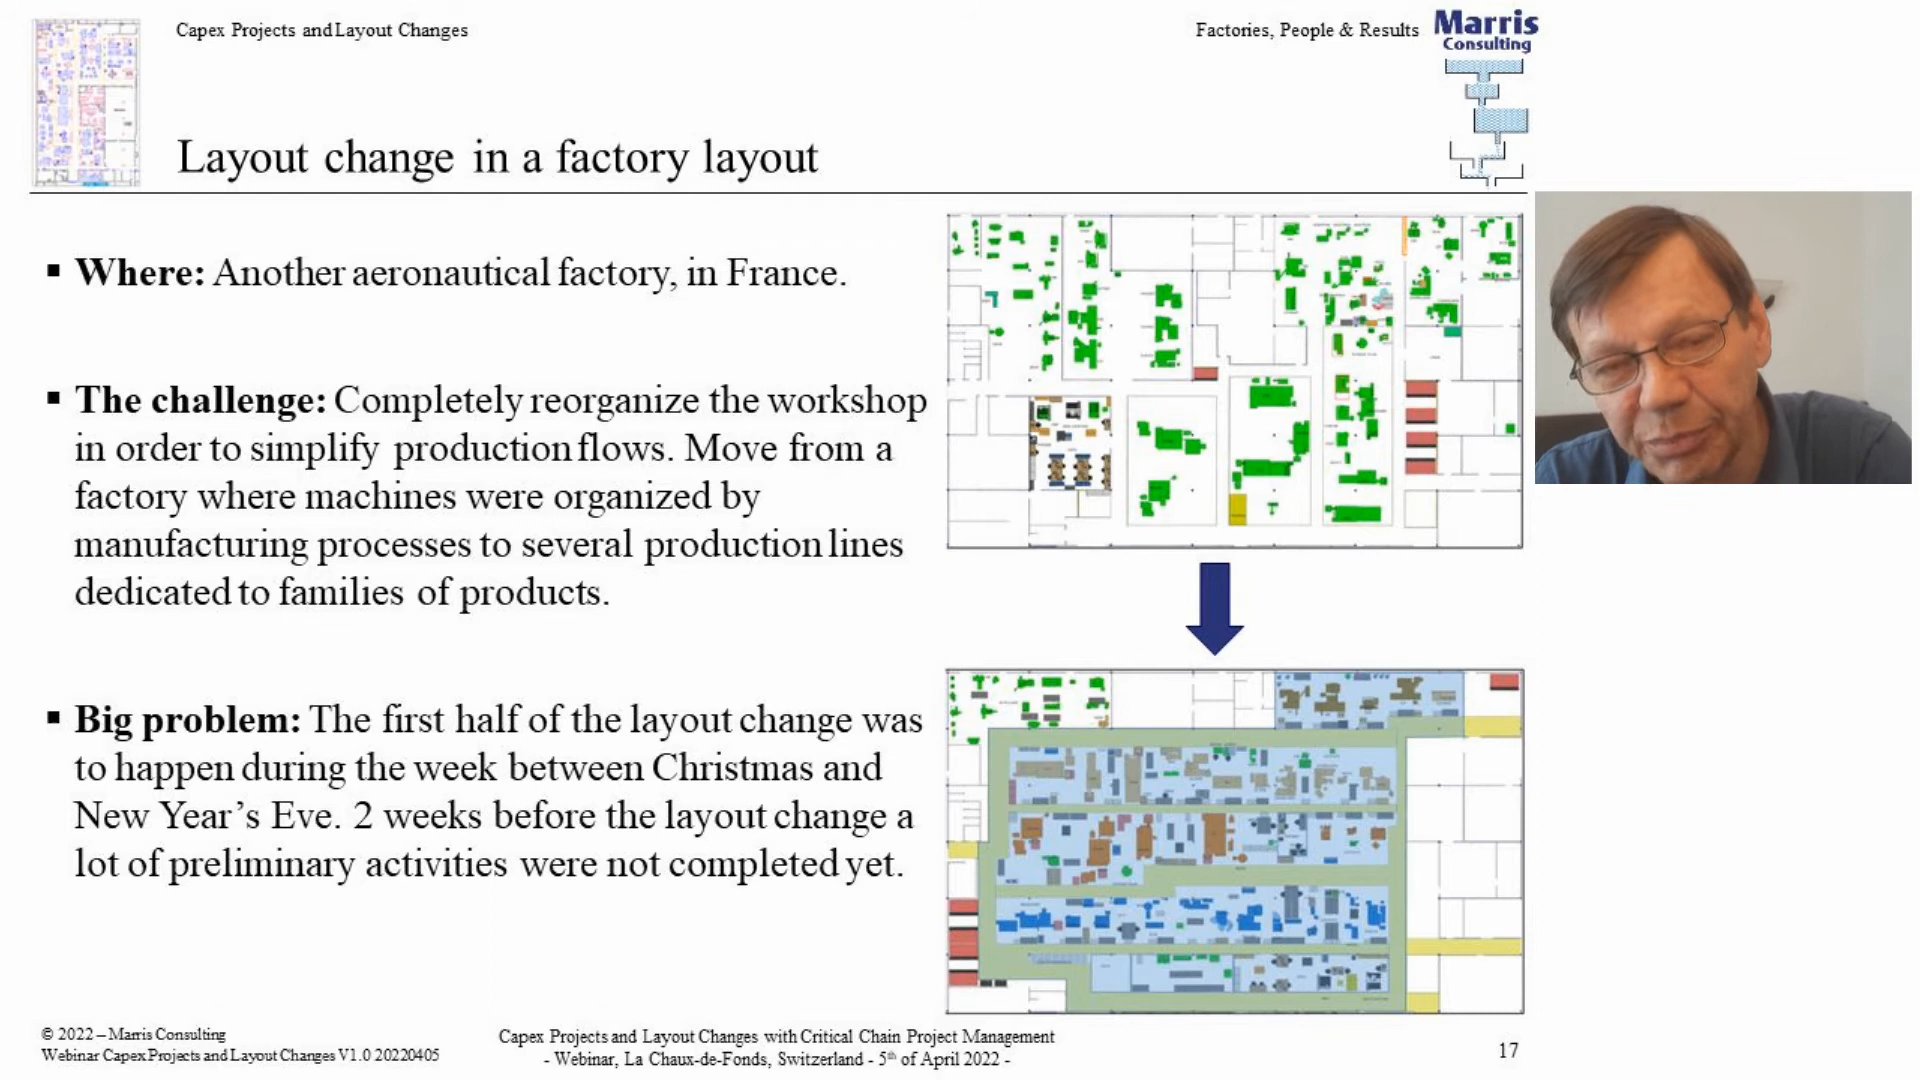 Capex Projects and Layout Changes
Factories, People & Results
Marris
Consulting
Layout change in a factory layout
▪ Where: Another aeronautical factory, in France.
▪ The challenge: Completely reorganize the workshop
in order to simplify production flows. Move from a
factory where machines were organized by
manufacturing processes to several production lines
dedicated to families of products.
▪ Big problem: The first half of the layout change was
to happen during the week between Christmas and
New Year’s Eve. 2 weeks before the layout change a
lot of preliminary activities were not completed yet.
© 2022 – Marris Consulting
Webinar Capex Projects and Layout Changes V1.0 20220405
Capex Projects and Layout Changes with Critical Chain Project Management
- Webinar, La Chaux-de-Fonds, Switzerland - 5th of April 2022 -
17